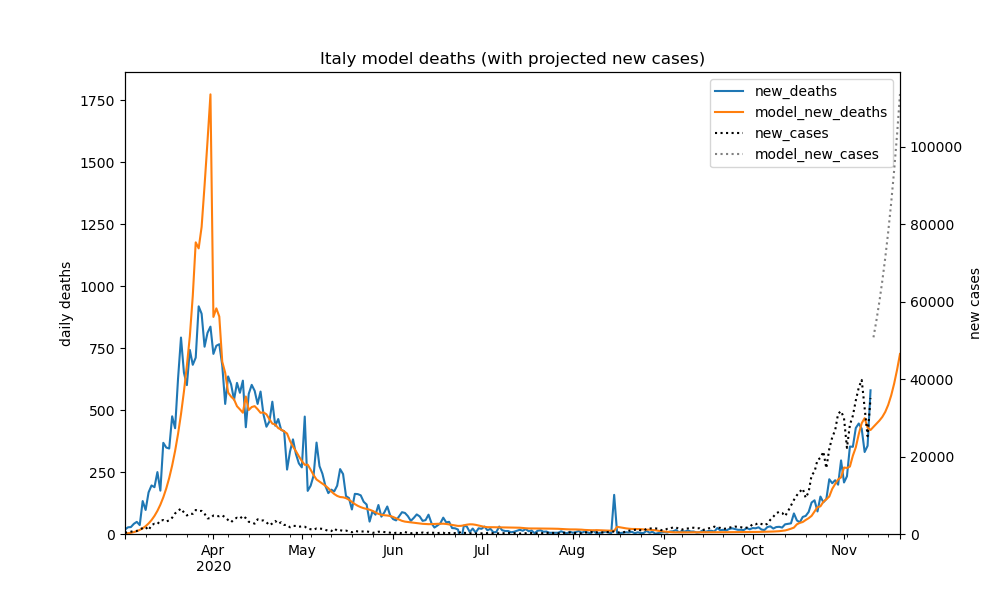 Italy model deaths (with projected new cases)
new_deaths
model_new_deaths
new_cases
model_new_cases
daily deaths
1750
1500
1250
1000
750
500
250
0
new cases
100000
80000
60000
40000
20000
0
Apr
2020
May
Jun
Jul
Aug
Sep
Oct
Nov